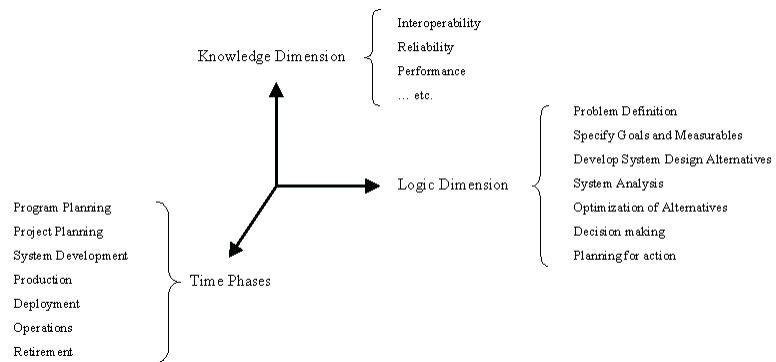 Knowledge Dimension
Interoperability
Reliability
Performance
... etc.
Logic Dimension
Problem Definition
Specify Goals and Measurables
Develop System Design Alternatives
System Analysis
Optimization of Alternatives
Decision making
Planning for action
Time Phases
Program Planning
Project Planning
System Development
Production
Deployment
Operations
Retirement